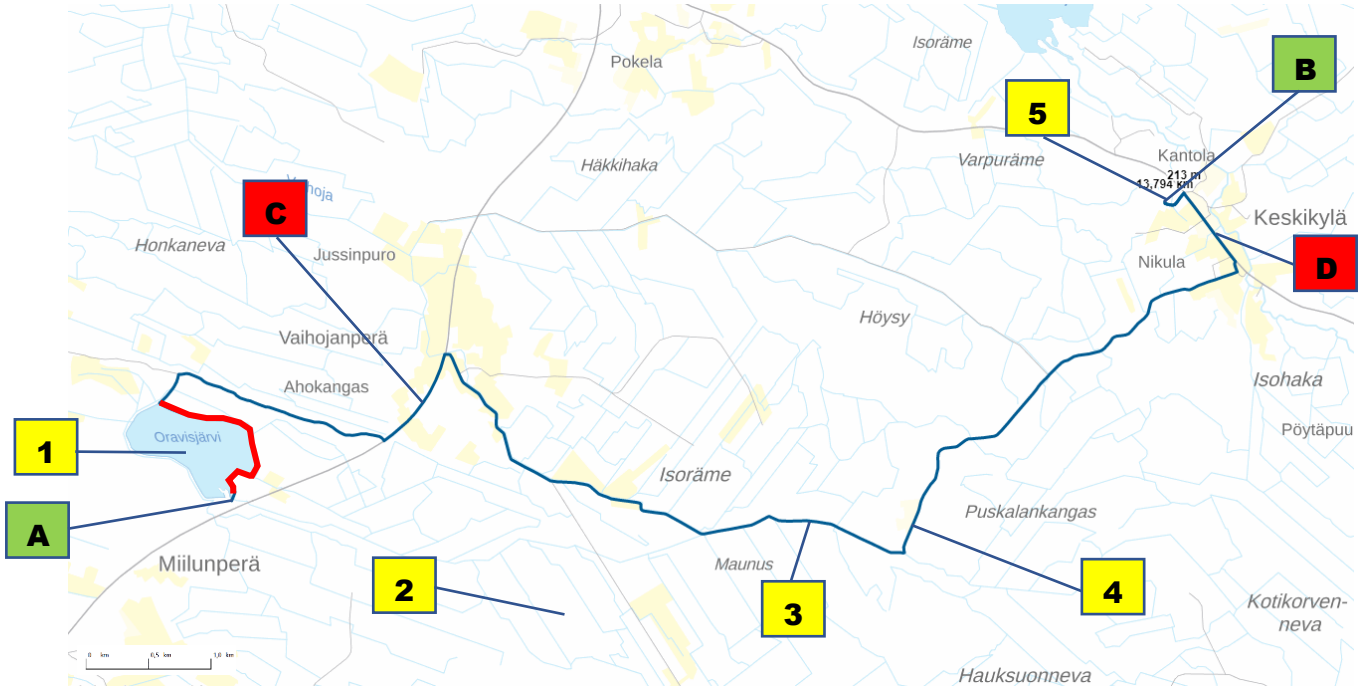 Isoräme
B
Pokela
5
Häkkihaka
Varpuräme
Kantola
213 m
13,794 km
C
Keskikylä
Honkaneva
Jussinpuro
Nikula
D
Höysy
Vaihojanperä
Ahokangas
Isohaka
Oravisjärvi
1
Pöytäpuu
Isoräme
A
Puskalankangas
Miilunperä
Maunus
2
3
4
Kotikorven-
neva
0 km 0,5 km 1,0 km
Hauksuonneva